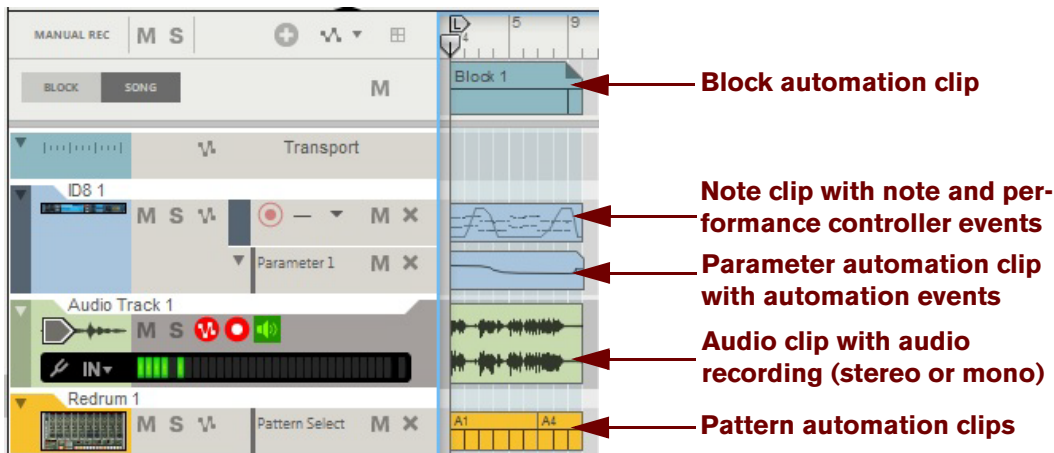 MANUAL REC M S
L 5 9
4
BLOCK SONG M
Block 1
Block automation clip
Transport
ID8 1
M S M
Note clip with note and per-
formance controller events
Parameter 1 M
Parameter automation clip
with automation events
Audio Track 1
M S
IN
Audio clip with audio
recording (stereo or mono)
Redrum 1
M S Pattern Select M
A1 A4
Pattern automation clips